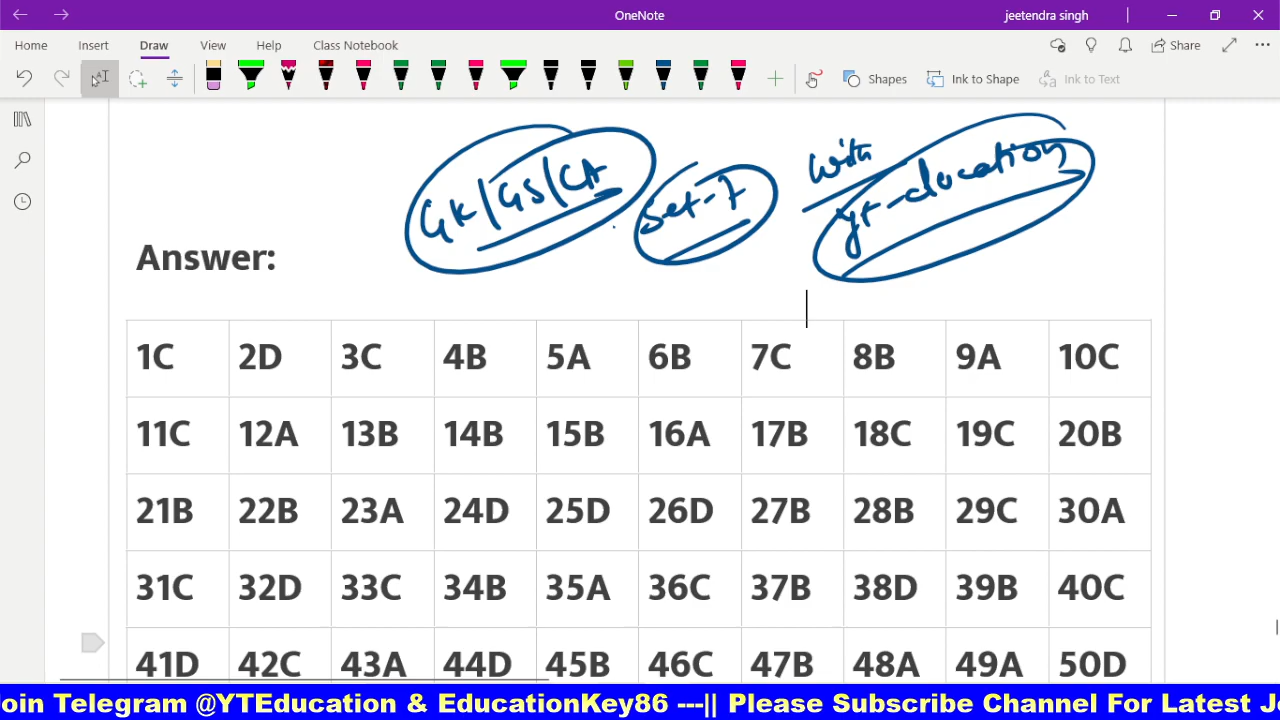 OneNote
jeetendra singh
Home Insert Draw View Help Class Notebook
Share
Shapes Ink to Shape Ink to Text
GK/GS/CA Set-7 with
yt-education
Answer:
1C 2D 3C 4B 5A 6B 7C 8B 9A 10C
11C 12A 13B 14B 15B 16A 17B 18C 19C 20B
21B 22B 23A 24D 25D 26D 27B 28B 29C 30A
31C 32D 33C 34B 35A 36C 37B 38D 39B 40C
41D 42C 43A 44D 45B 46C 47B 48A 49A 50D
oin Telegram @YTEducation & EducationKey86 ---|| Please Subscribe Channel For Latest J